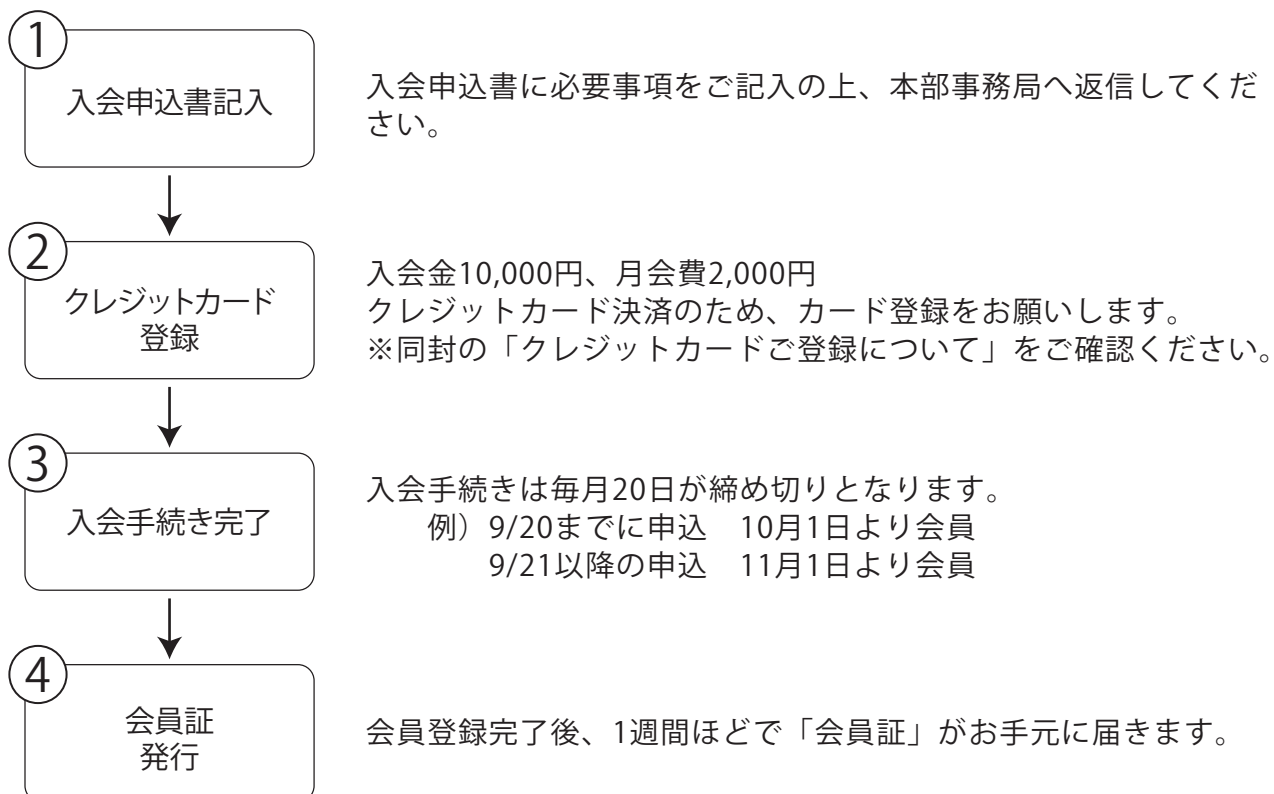 ①
入会申込書記入
入会申込書に必要事項をご記入の上、本部事務局へ返信してくだ
さい。
②
クレジットカード
登録
入会金10,000円、月会費2,000円
クレジットカード決済のため、カード登録をお願いします。
※同封の「クレジットカードご登録について」をご確認ください。
③
入会手続き完了
入会手続きは毎月20日が締め切りとなります。
例）9/20までに申込　10月1日より会員
9/21以降の申込　11月1日より会員
④
会員証
発行
会員登録完了後、1週間ほどで「会員証」がお手元に届きます。